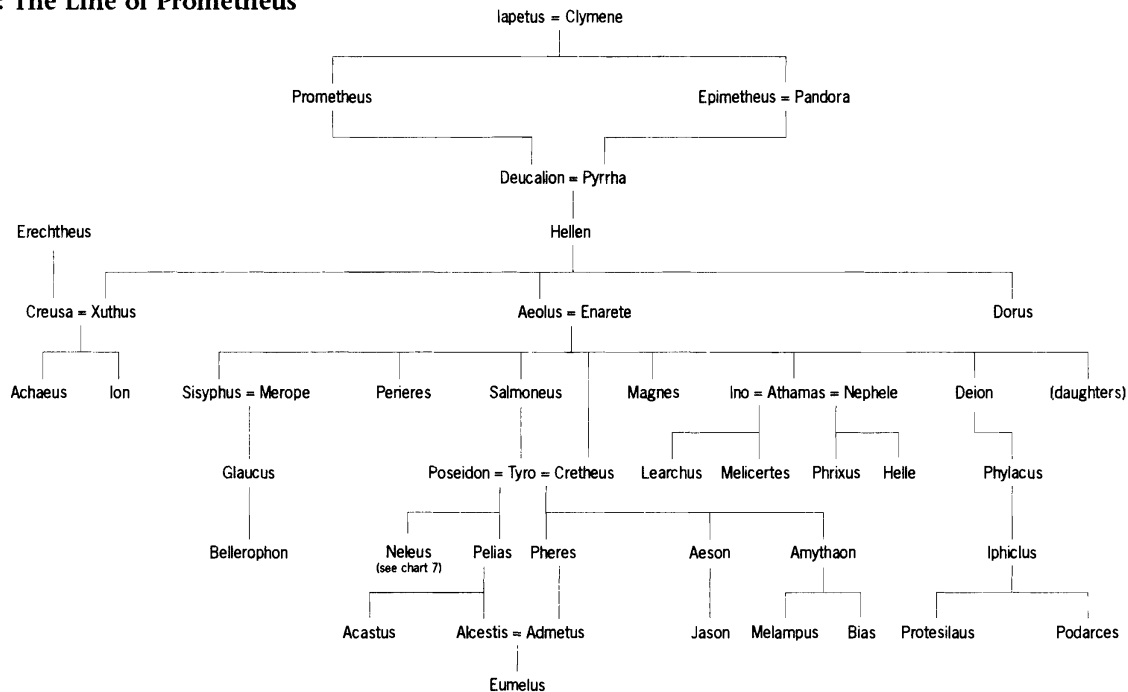 : The Line of Prometheus
Iapetus = Clymene
Prometheus Epimetheus = Pandora
Deucalion = Pyrrha
Erechtheus Hellen
Creusa = Xuthus Aeolus = Enarete Dorus
Achaeus Ion Sisyphus = Merope Perieres Salmoneus Magnes Ino = Athamas = Nephele Deion (daughters)
Glaucus Poseidon = Tyro = Cretheus Learchus Melicertes Phrixus Helle Phylacus
Bellerophon Neleus Pelias Pheres Aeson Amythaon Iphiclus
(see chart 7)
Acastus Alcestis = Admetus Jason Melampus Bias Protesilaus Podarces
Eumelus